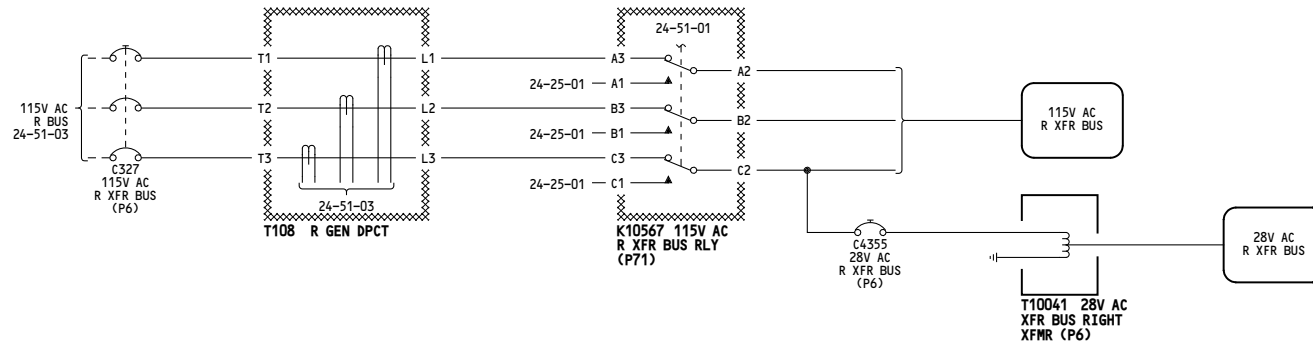 115V AC
R BUS
24-51-03
C327
115V AC
R XFR BUS
(P6)
T1
T2
T3
L1
L2
L3
24-51-03
T108 R GEN DPCT
24-51-01
A3
24-25-01 A1
B3
24-25-01 B1
C3
24-25-01 C1
A2
B2
C2
K10567 115V AC
R XFR BUS RLY
(P71)
115V AC
R XFR BUS
C4355
28V AC
R XFR BUS
(P6)
T10041 28V AC
XFR BUS RIGHT
XFMR (P6)
28V AC
R XFR BUS